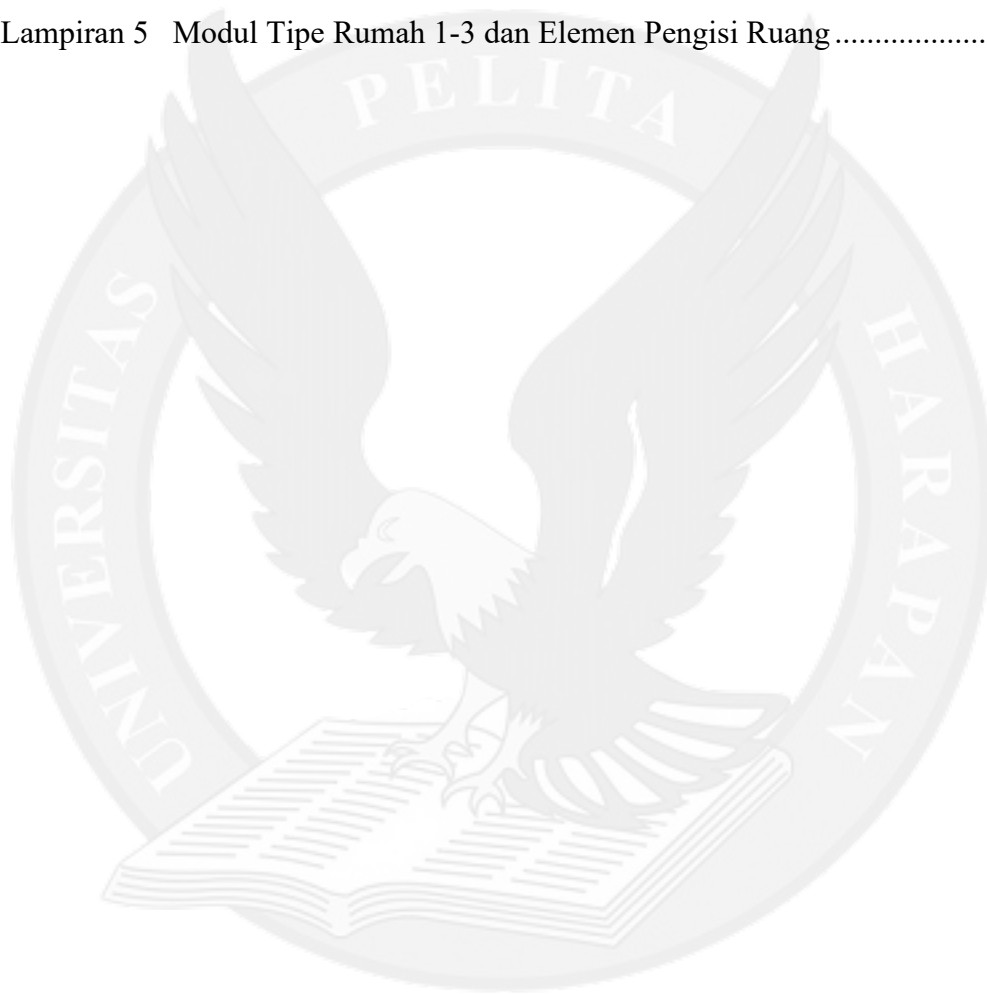 Lampiran 5 Modul Tipe Rumah 1-3 dan Elemen Pengisi Ruang...................
UNIVERSITAS PELITA HARAPAN